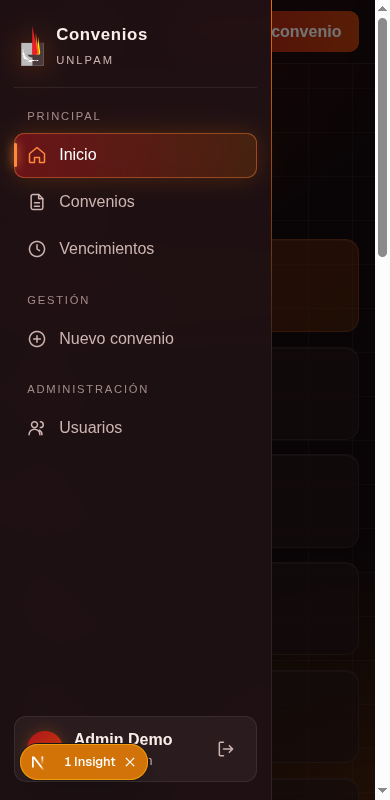 Convenios
UNLPAM
convenio
PRINCIPAL
Inicio
Convenios
Vencimientos
GESTIÓN
Nuevo convenio
ADMINISTRACIÓN
Usuarios
Admin Demo
N 1 Insight